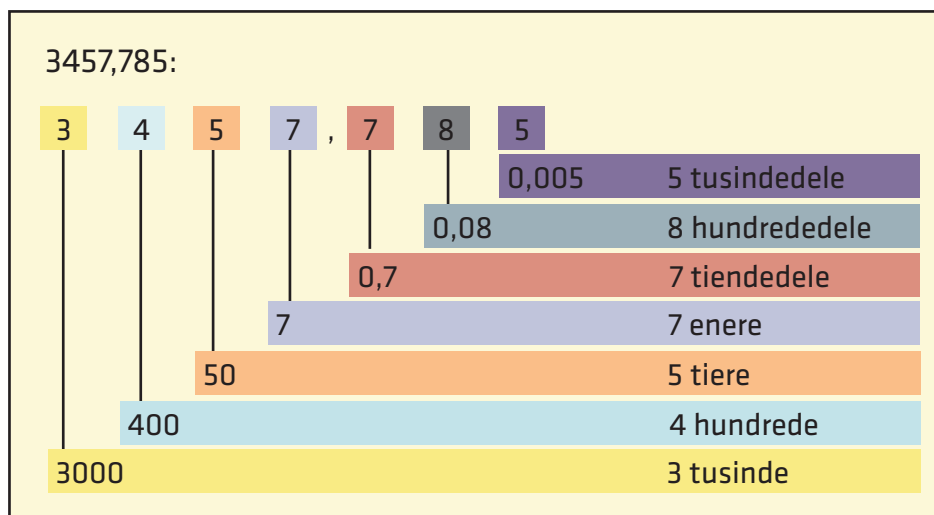 3457,785:
3 4 5 7 , 7 8 5
0,005 5 tusindedele
0,08 8 hundrededele
0,7 7 tiendedele
7 7 enere
50 5 tiere
400 4 hundrede
3000 3 tusinde